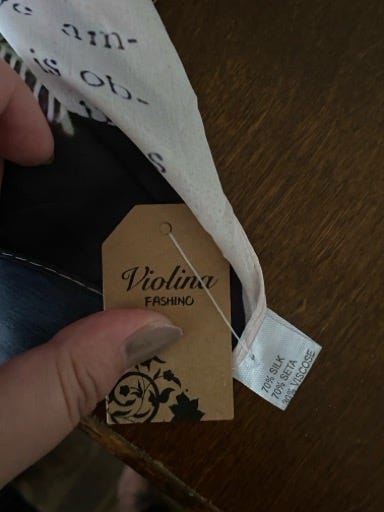 am-
is ob-
s
Violina
FASHINO
70% SILK
70% SETA
30% VISCOSE